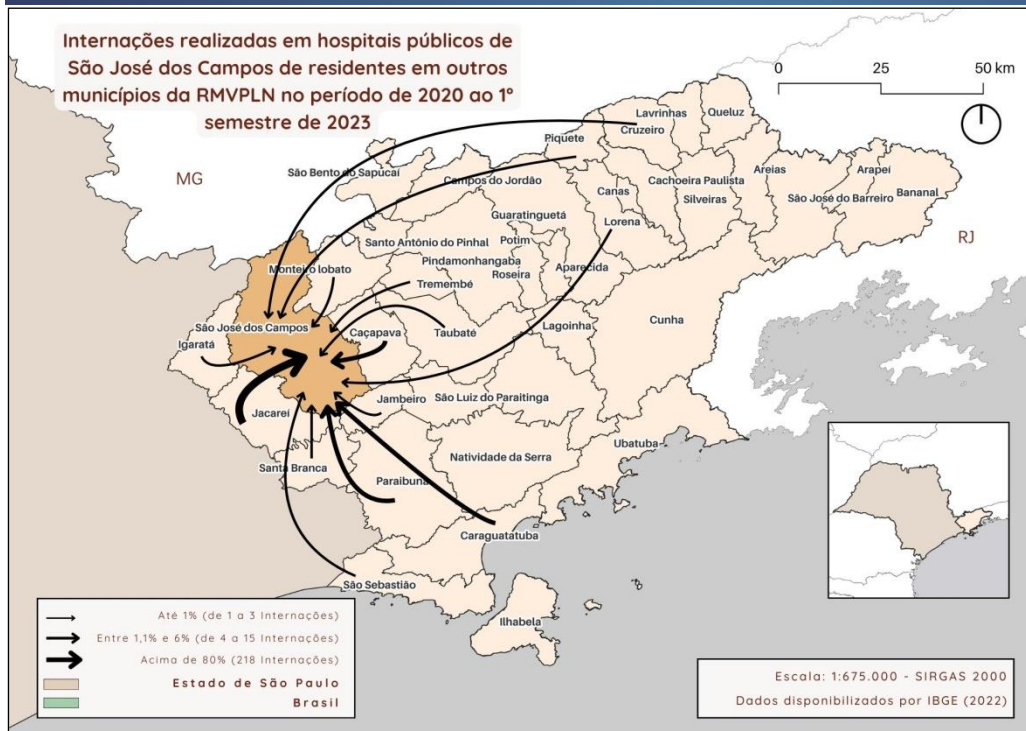 Internações realizadas em hospitais públicos de
São José dos Campos de residentes em outros
municípios da RMVPLN no período de 2020 ao 1º
semestre de 2023
0 25 50 km
MG
RJ
Lavrinhas
Queluz
Cruzeiro
Piquete
São Bento do Sapucaí
Campos do Jordão
Canas
Cachoeira Paulista
Areias
Arapeí
Silveiras
São José do Barreiro
Bananal
Guaratinguetá
Lorena
Santo Antônio do Pinhal
Potim
Pindamonhangaba
Monteiro lobato
Roseira
Aparecida
Tremembé
São José dos Campos
Caçapava
Taubaté
Lagoinha
Cunha
Igaratá
Jacareí
Jambeiro
São Luiz do Paraitinga
Ubatuba
Santa Branca
Natividade da Serra
Paraibuna
Caraguatatuba
São Sebastião
Ilhabela
Até 1% (de 1 a 3 Internações)
Entre 1,1% e 6% (de 4 a 15 Internações)
Acima de 80% (218 Internações)
Estado de São Paulo
Brasil
Escala: 1:675.000 - SIRGAS 2000
Dados disponibilizados por IBGE (2022)